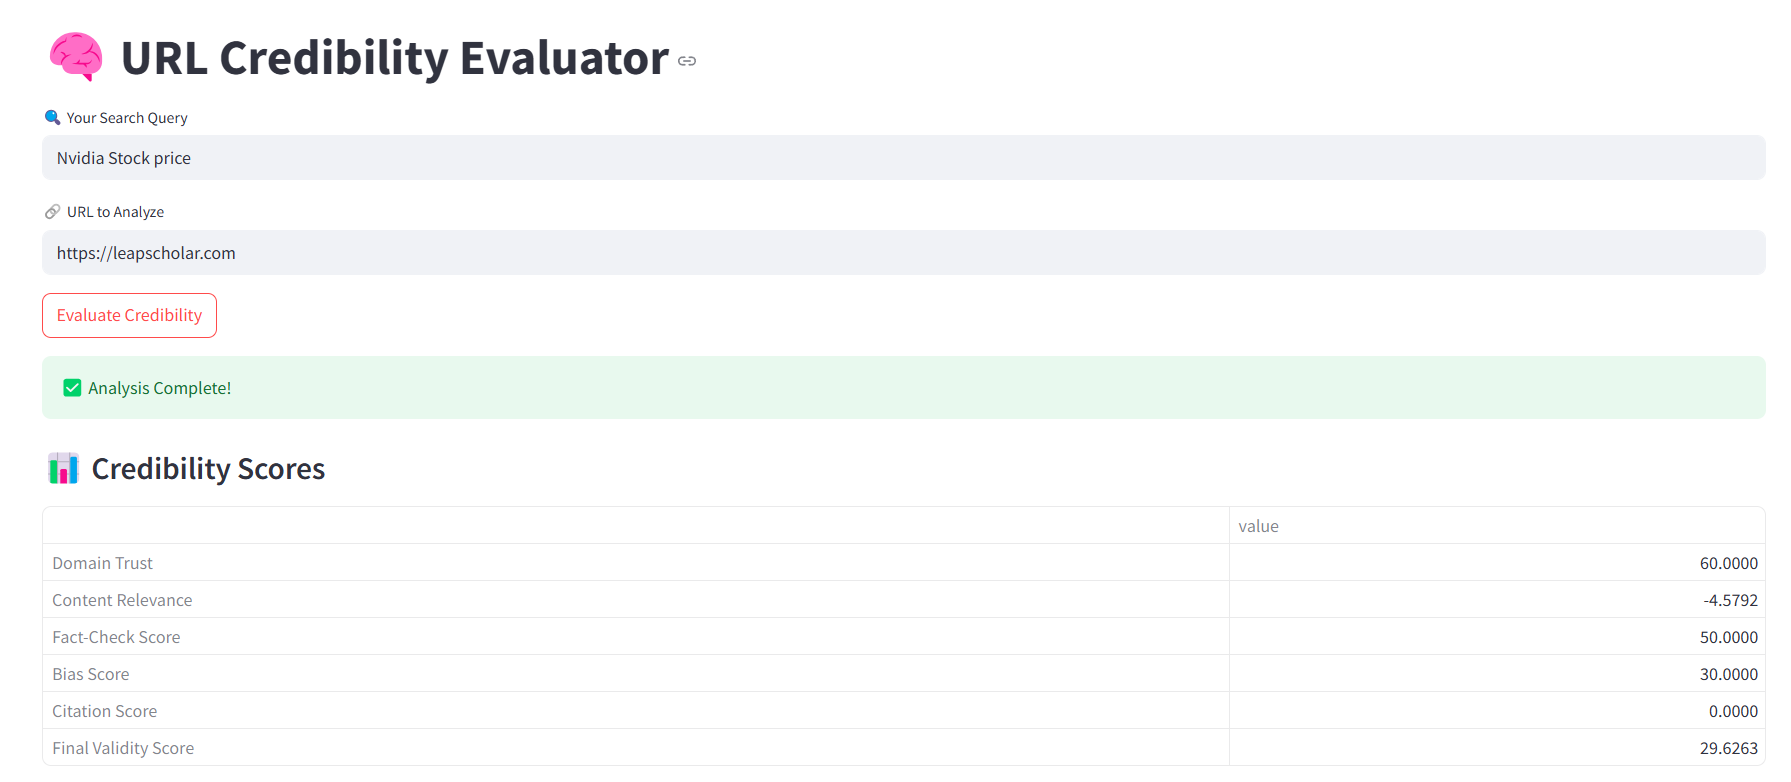 URL Credibility Evaluator
Your Search Query
Nvidia Stock price
URL to Analyze
https://leapscholar.com
Evaluate Credibility
Analysis Complete!
Credibility Scores
value
Domain Trust 60.0000
Content Relevance -4.5792
Fact-Check Score 50.0000
Bias Score 30.0000
Citation Score 0.0000
Final Validity Score 29.6263